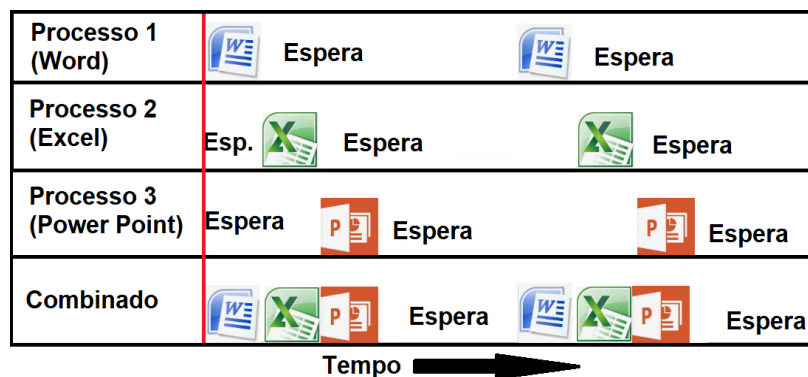 Processo 1
(Word)
Espera
Espera
Processo 2
(Excel)
Esp.
Espera
Espera
Processo 3
(Power Point)
Espera
Espera
Espera
Combinado
Espera
Espera
Tempo